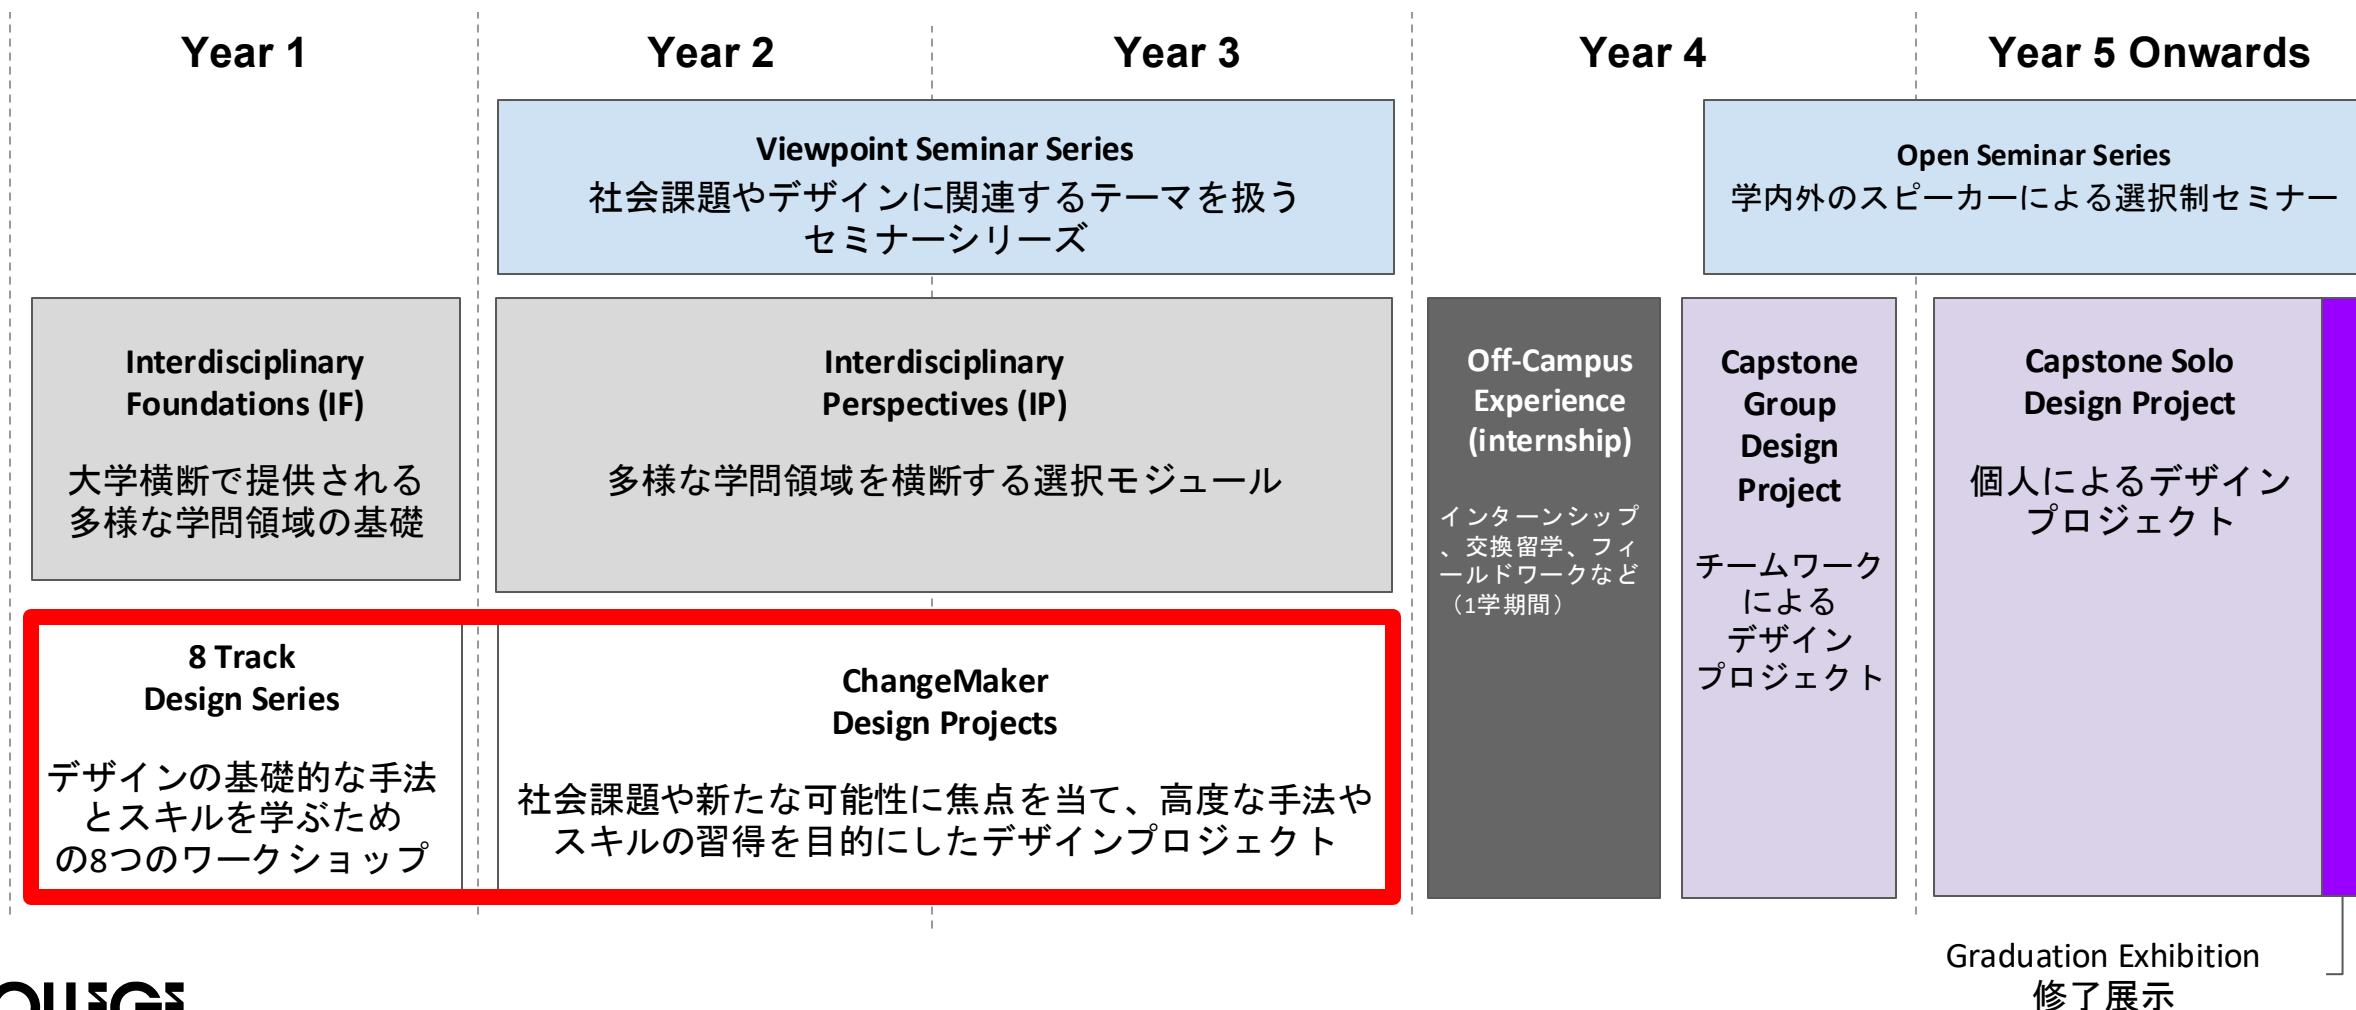 Year 1
Year 2
Year 3
Year 4
Year 5 Onwards
Viewpoint Seminar Series
社会課題やデザインに関連するテーマを扱う
セミナーシリーズ
Open Seminar Series
学内外のスピーカーによる選択制セミナー
Interdisciplinary
Foundations (IF)
大学横断で提供される
多様な学問領域の基礎
Interdisciplinary
Perspectives (IP)
多様な学問領域を横断する選択モジュール
Off-Campus
Experience
(internship)
インターンシップ
、交換留学、フィ
ールドワークなど
（1学期間）
Capstone
Group
Design
Project
チームワーク
による
デザイン
プロジェクト
Capstone Solo
Design Project
個人によるデザイン
プロジェクト
8 Track
Design Series
デザインの基礎的な手法
とスキルを学ぶため
の8つのワークショップ
ChangeMaker
Design Projects
社会課題や新たな可能性に焦点を当て、高度な手法や
スキルの習得を目的にしたデザインプロジェクト
Graduation Exhibition
修了展示